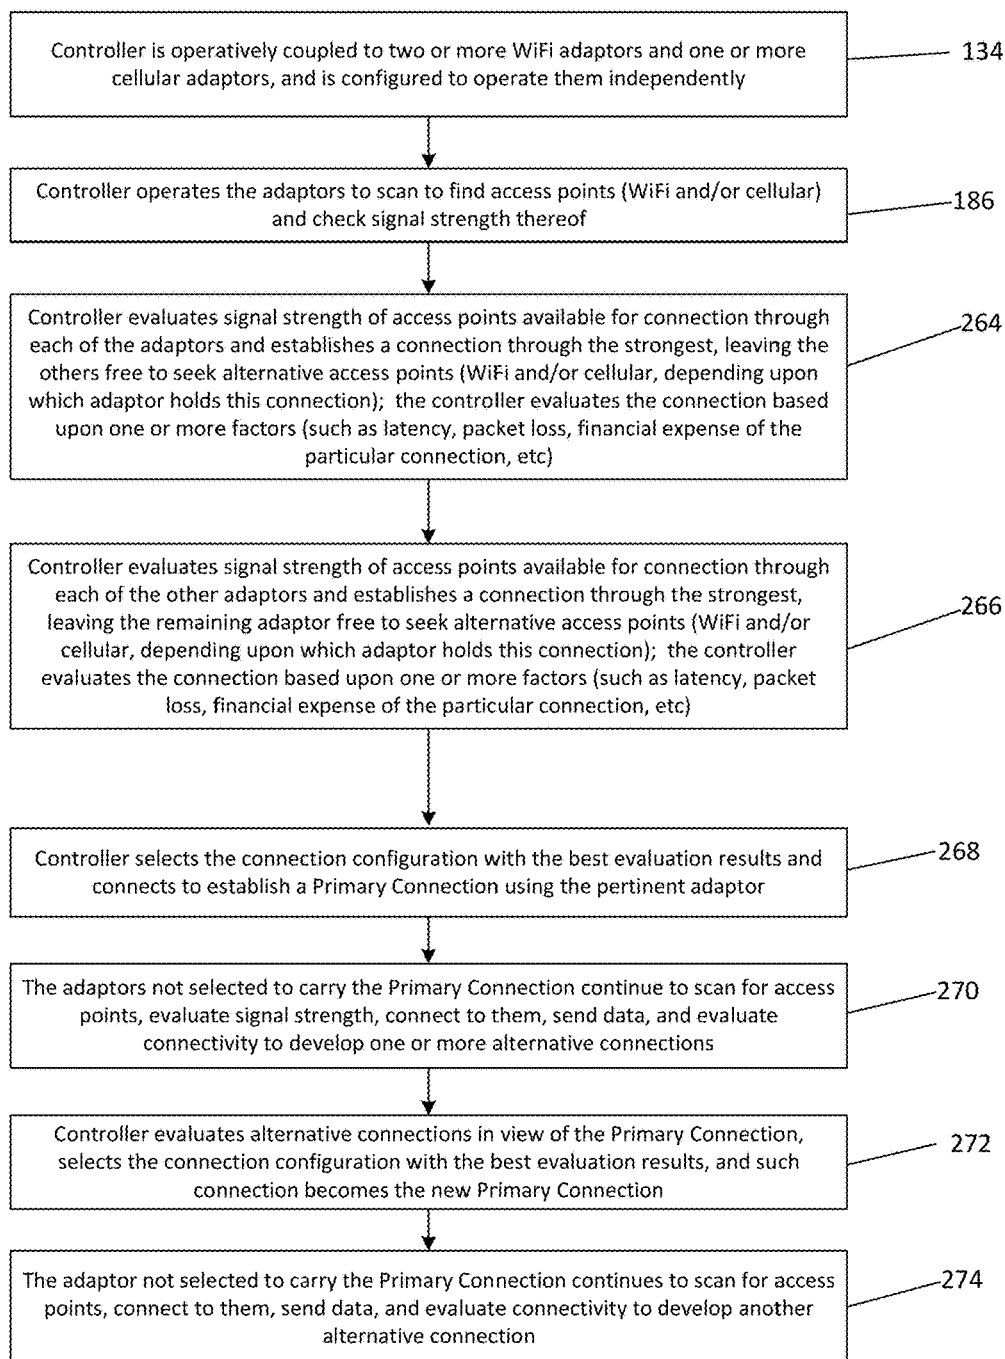 Controller is operatively coupled to two or more WiFi adaptors and one or more
cellular adaptors, and is configured to operate them independently
134
Controller operates the adaptors to scan to find access points (WiFi and/or cellular)
and check signal strength thereof
186
Controller evaluates signal strength of access points available for connection through
each of the adaptors and establishes a connection through the strongest, leaving the
others free to seek alternative access points (WiFi and/or cellular, depending upon
which adaptor holds this connection); the controller evaluates the connection based
upon one or more factors (such as latency, packet loss, financial expense of the
particular connection, etc)
264
Controller evaluates signal strength of access points available for connection through
each of the other adaptors and establishes a connection through the strongest,
leaving the remaining adaptor free to seek alternative access points (WiFi and/or
cellular, depending upon which adaptor holds this connection); the controller
evaluates the connection based upon one or more factors (such as latency, packet
loss, financial expense of the particular connection, etc)
266
Controller selects the connection configuration with the best evaluation results and
connects to establish a Primary Connection using the pertinent adaptor
268
The adaptors not selected to carry the Primary Connection continue to scan for access
points, evaluate signal strength, connect to them, send data, and evaluate
connectivity to develop one or more alternative connections
270
Controller evaluates alternative connections in view of the Primary Connection,
selects the connection configuration with the best evaluation results, and such
connection becomes the new Primary Connection
272
The adaptor not selected to carry the Primary Connection continues to scan for access
points, connect to them, send data, and evaluate connectivity to develop another
alternative connection
274